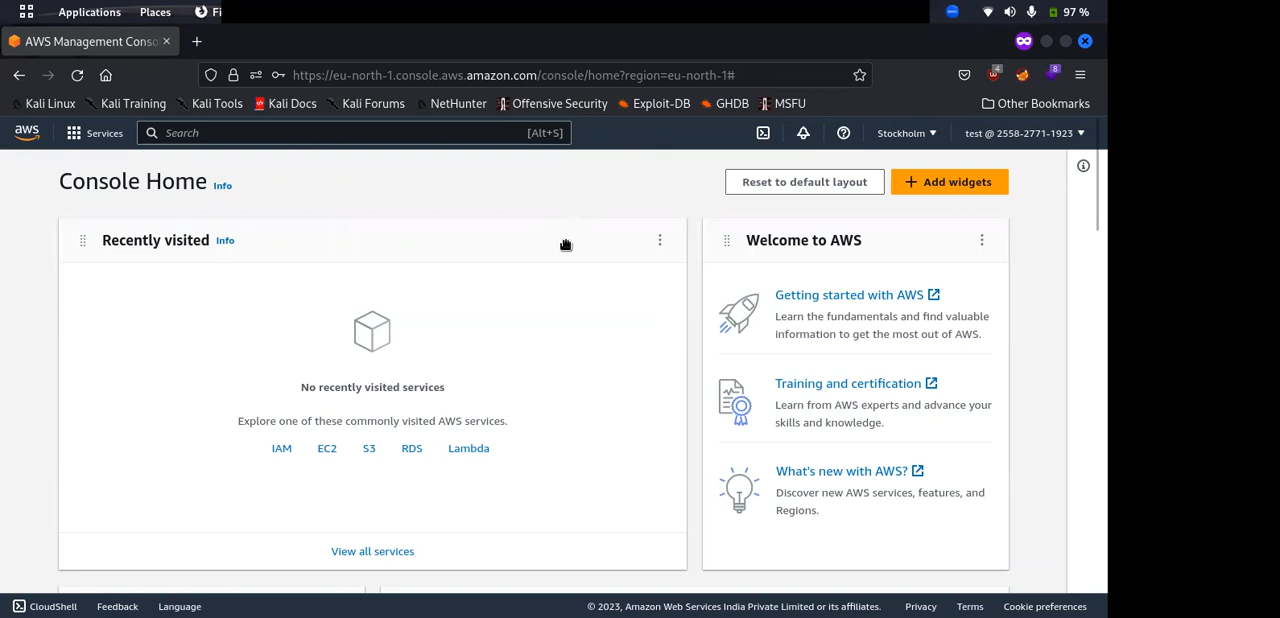 Applications Places Fi 97 %
AWS Management Conso
https://eu-north-1.console.aws.amazon.com/console/home?region=eu-north-1# 4 8
Kali Linux Kali Training Kali Tools Kali Docs Kali Forums NetHunter Offensive Security Exploit-DB GHDB MSFU Other Bookmarks
aws Services Search [Alt+S] Stockholm test @ 2558-2771-1923
Console Home Info Reset to default layout Add widgets
Recently visited Info
No recently visited services
Explore one of these commonly visited AWS services.
IAM EC2 S3 RDS Lambda
View all services
Welcome to AWS
Getting started with AWS
Learn the fundamentals and find valuable
information to get the most out of AWS.
Training and certification
Learn from AWS experts and advance your
skills and knowledge.
What's new with AWS?
Discover new AWS services, features, and
Regions.
CloudShell Feedback Language © 2023, Amazon Web Services India Private Limited or its affiliates. Privacy Terms Cookie preferences